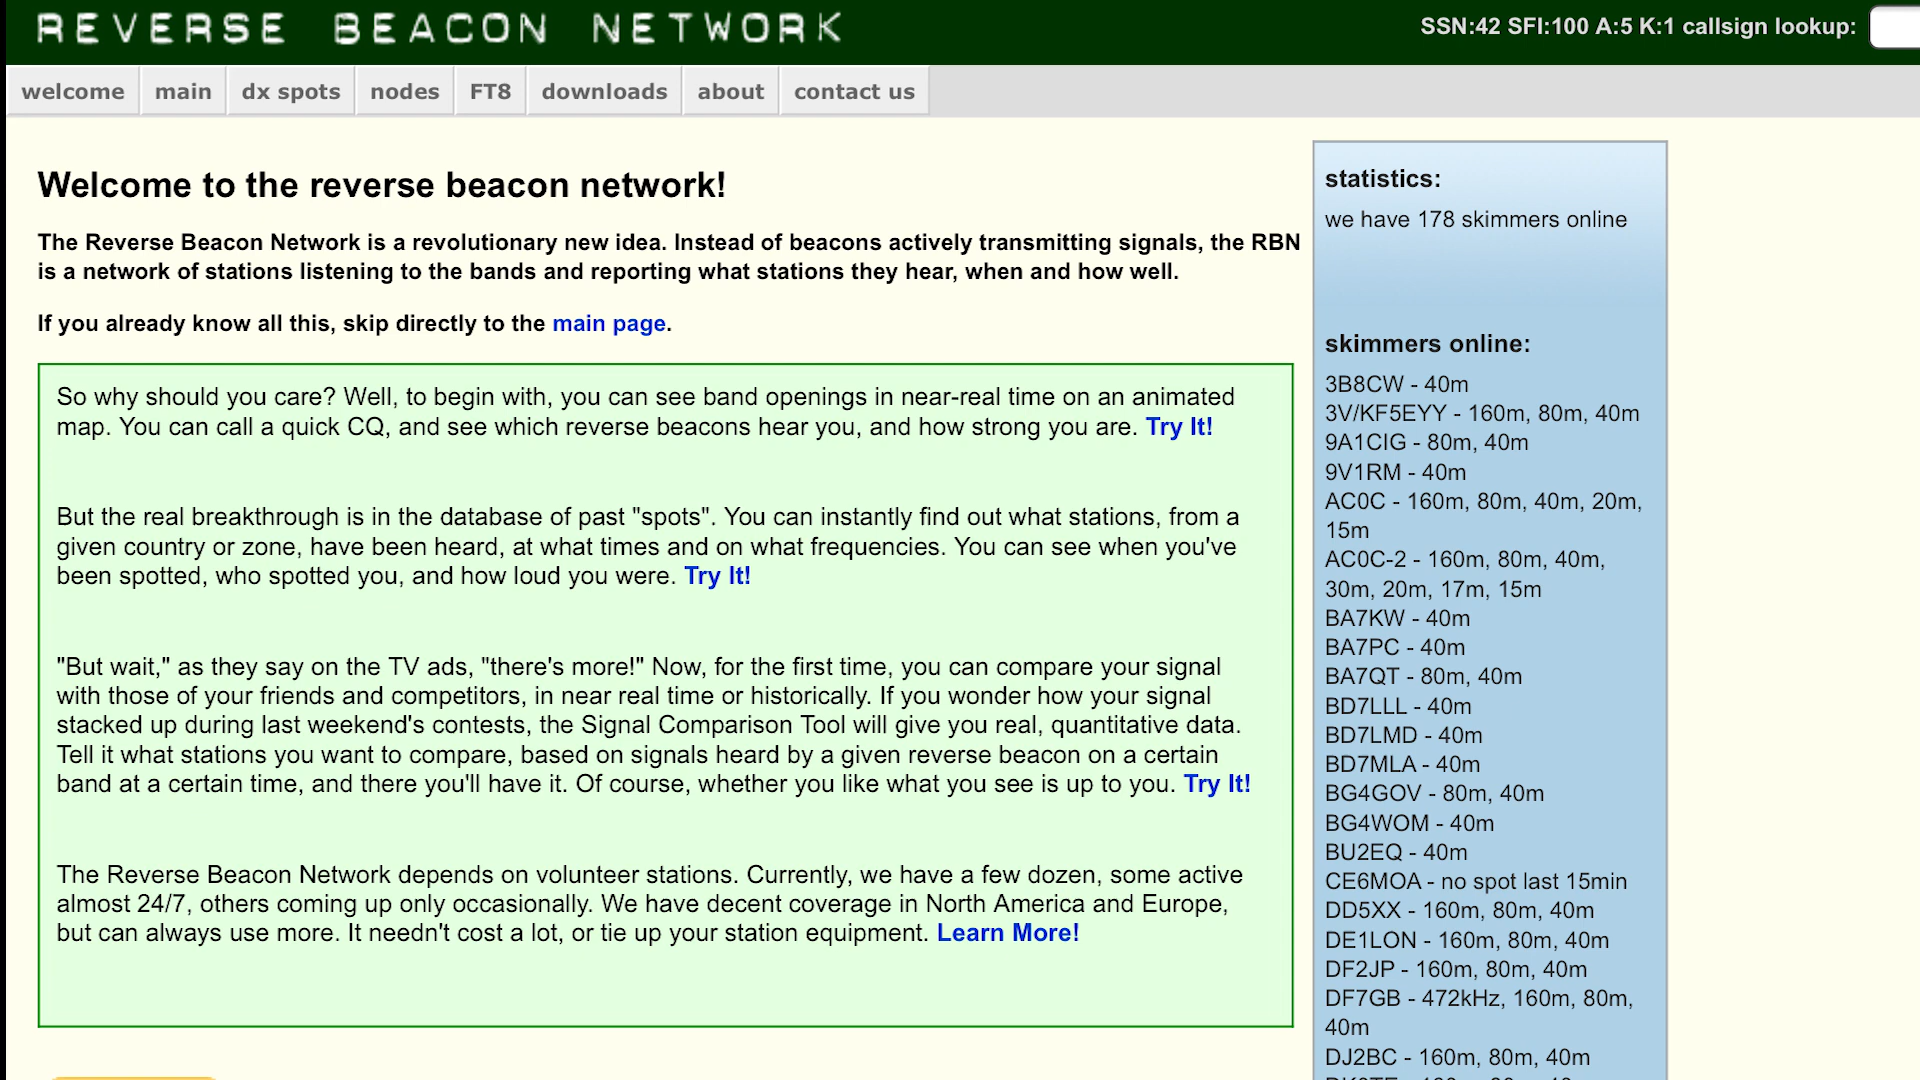 REVERSE BEACON NETWORK
SSN:42 SFI:100 A:5 K:1 callsign lookup:
welcome main dx spots nodes FT8 downloads about contact us
Welcome to the reverse beacon network!
The Reverse Beacon Network is a revolutionary new idea. Instead of beacons actively transmitting signals, the RBN
is a network of stations listening to the bands and reporting what stations they hear, when and how well.
If you already know all this, skip directly to the main page.
So why should you care? Well, to begin with, you can see band openings in near-real time on an animated
map. You can call a quick CQ, and see which reverse beacons hear you, and how strong you are. Try It!
But the real breakthrough is in the database of past "spots". You can instantly find out what stations, from a
given country or zone, have been heard, at what times and on what frequencies. You can see when you've
been spotted, who spotted you, and how loud you were. Try It!
"But wait," as they say on the TV ads, "there's more!" Now, for the first time, you can compare your signal
with those of your friends and competitors, in near real time or historically. If you wonder how your signal
stacked up during last weekend's contests, the Signal Comparison Tool will give you real, quantitative data.
Tell it what stations you want to compare, based on signals heard by a given reverse beacon on a certain
band at a certain time, and there you'll have it. Of course, whether you like what you see is up to you. Try It!
The Reverse Beacon Network depends on volunteer stations. Currently, we have a few dozen, some active
almost 24/7, others coming up only occasionally. We have decent coverage in North America and Europe,
but can always use more. It needn't cost a lot, or tie up your station equipment. Learn More!
statistics:
we have 178 skimmers online
skimmers online:
3B8CW - 40m
3V/KF5EYY - 160m, 80m, 40m
9A1CIG - 80m, 40m
9V1RM - 40m
AC0C - 160m, 80m, 40m, 20m,
15m
AC0C-2 - 160m, 80m, 40m,
30m, 20m, 17m, 15m
BA7KW - 40m
BA7PC - 40m
BA7QT - 80m, 40m
BD7LLL - 40m
BD7LMD - 40m
BD7MLA - 40m
BG4GOV - 80m, 40m
BG4WOM - 40m
BU2EQ - 40m
CE6MOA - no spot last 15min
DD5XX - 160m, 80m, 40m
DE1LON - 160m, 80m, 40m
DF2JP - 160m, 80m, 40m
DF7GB - 472kHz, 160m, 80m,
40m
DJ2BC - 160m, 80m, 40m